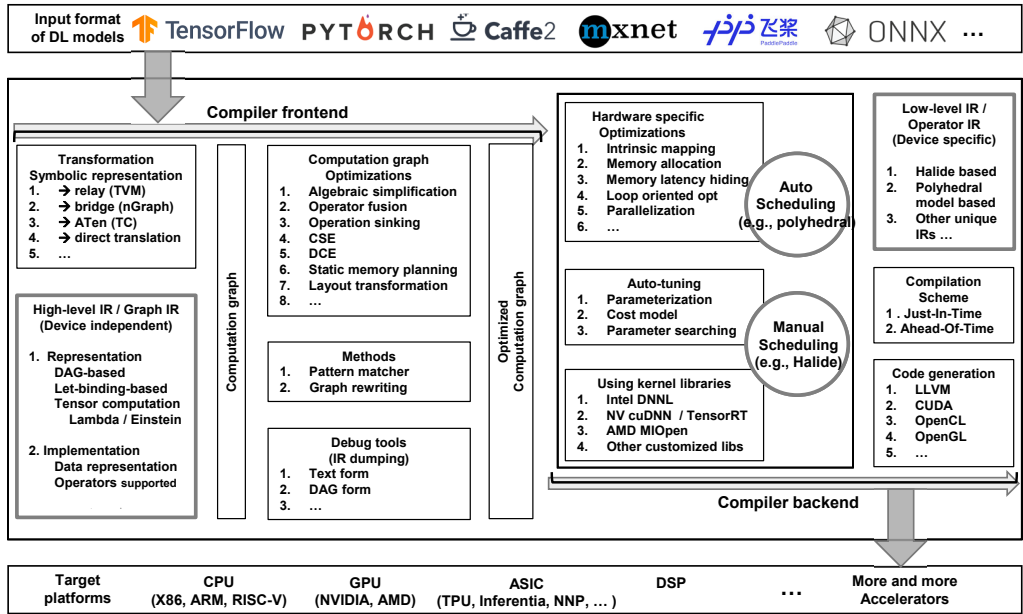 Input format
of DL models
TensorFlow
PYTORCH
Caffe2
mxnet
飞桨
PaddlePaddle
ONNX
...
Compiler frontend
Transformation
Symbolic representation
1. → relay (TVM)
2. → bridge (nGraph)
3. → ATen (TC)
4. → direct translation
5. ...
High-level IR / Graph IR
(Device independent)
1. Representation
DAG-based
Let-binding-based
Tensor computation
Lambda / Einstein
2. Implementation
Data representation
Operators supported
Computation graph
Computation graph
Optimizations
1. Algebraic simplification
2. Operator fusion
3. Operation sinking
4. CSE
5. DCE
6. Static memory planning
7. Layout transformation
8. ...
Methods
1. Pattern matcher
2. Graph rewriting
Debug tools
(IR dumping)
1. Text form
2. DAG form
3. ...
Optimized
Computation graph
Hardware specific
Optimizations
1. Intrinsic mapping
2. Memory allocation
3. Memory latency hiding
4. Loop oriented opt
5. Parallelization
6. ...
Auto
Scheduling
(e.g., polyhedral)
Auto-tuning
1. Parameterization
2. Cost model
3. Parameter searching
Manual
Scheduling
(e.g., Halide)
Using kernel libraries
1. Intel DNNL
2. NV cuDNN / TensorRT
3. AMD MIOpen
4. Other customized libs
Low-level IR /
Operator IR
(Device specific)
1. Halide based
2. Polyhedral
model based
3. Other unique
IRs ...
Compilation
Scheme
1 . Just-In-Time
2. Ahead-Of-Time
Code generation
1. LLVM
2. CUDA
3. OpenCL
4. OpenGL
5. ...
Compiler backend
Target
platforms
CPU
(X86, ARM, RISC-V)
GPU
(NVIDIA, AMD)
ASIC
(TPU, Inferentia, NNP, ... )
DSP
...
More and more
Accelerators